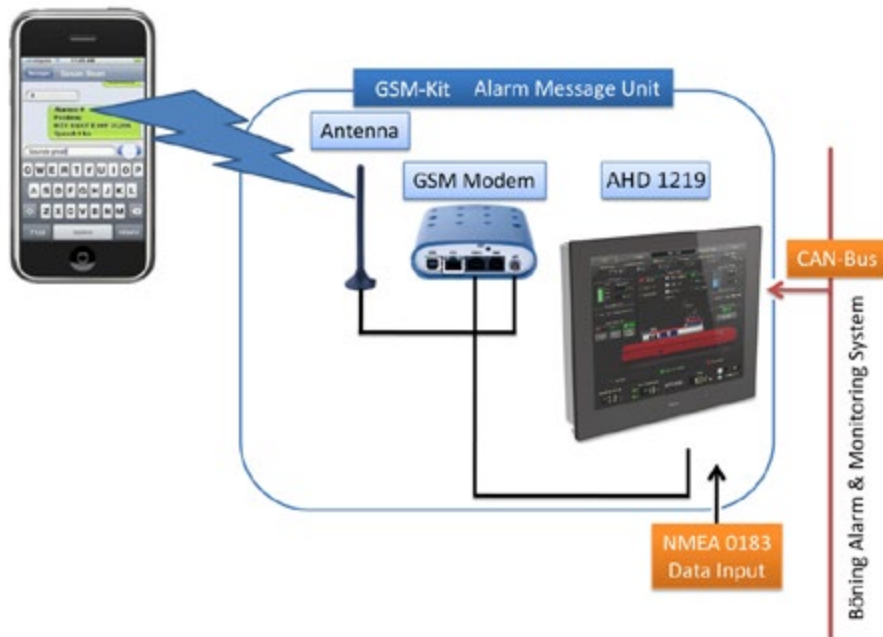 GSM-Kit Alarm Message Unit
Antenna
GSM Modem
AHD 1219
CAN-Bus
NMEA 0183
Data Input
Böning Alarm & Monitoring System
Q W E R T Y U I O P
A S D F G H J K L
Z X C V B N M